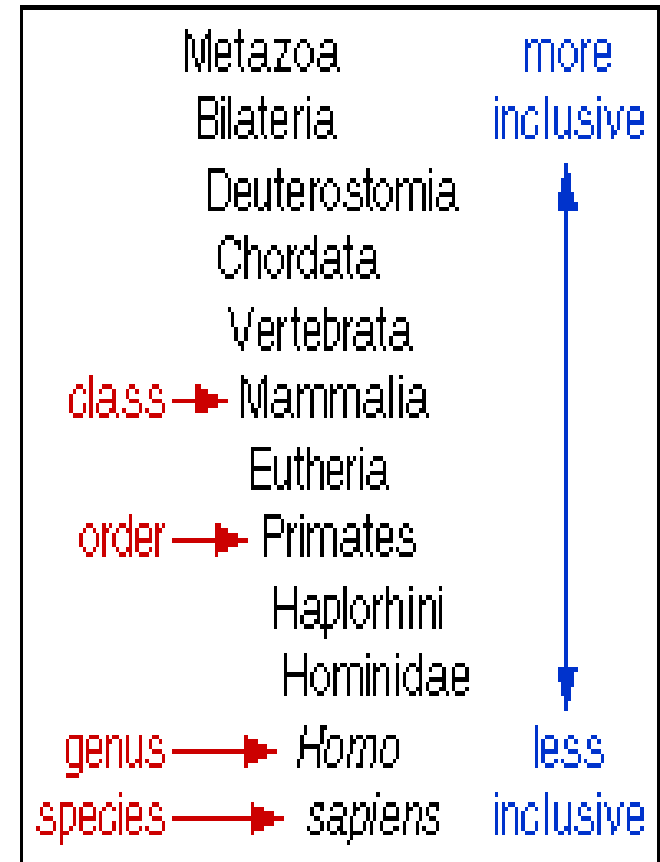 Metazoa more
Bilateria inclusive
Deuterostomia
Chordata
Vertebrata
class Mammalia
Eutheria
order Primates
Haplorhini
Hominidae
genus Homo less
species sapiens inclusive